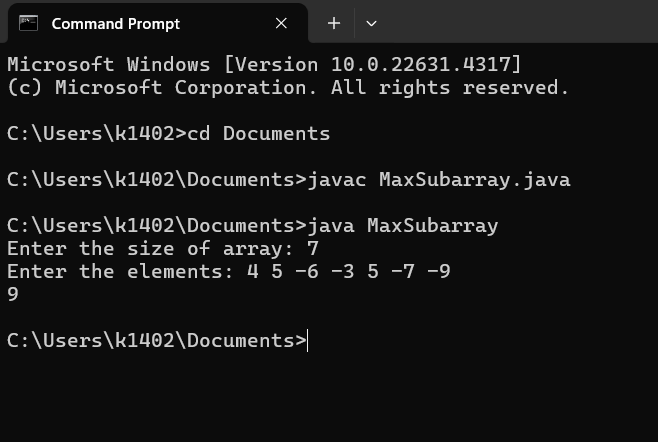 Command Prompt
Microsoft Windows [Version 10.0.22631.4317]
(c) Microsoft Corporation. All rights reserved.
C:\Users\k1402>cd Documents
C:\Users\k1402\Documents>javac MaxSubarray.java
C:\Users\k1402\Documents>java MaxSubarray
Enter the size of array: 7
Enter the elements: 4 5 -6 -3 5 -7 -9
9
C:\Users\k1402\Documents>